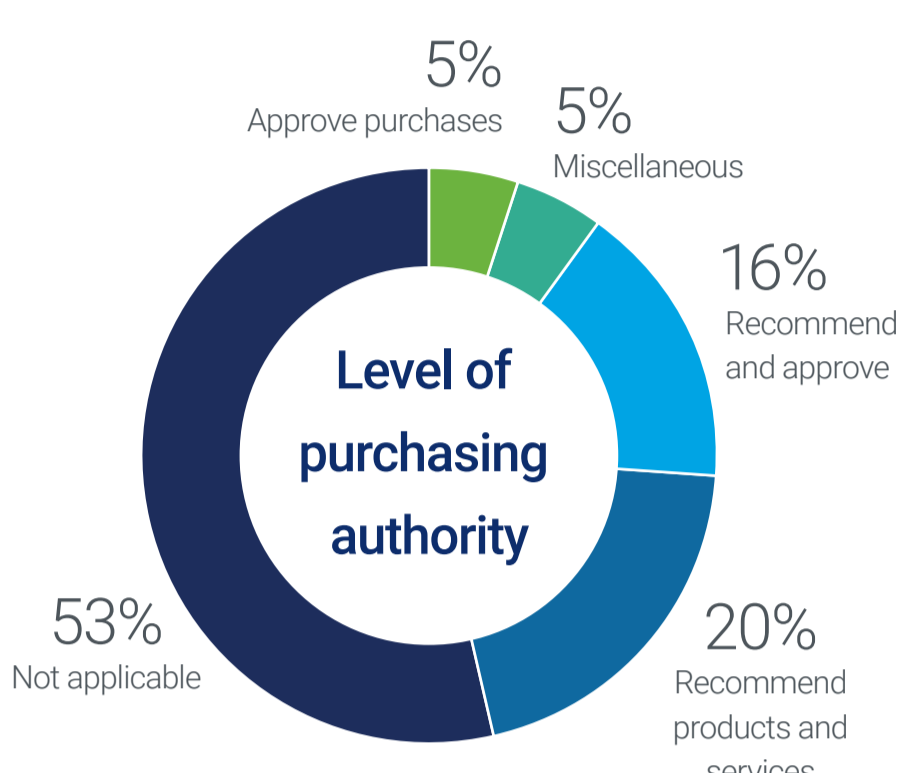 5%
Approve purchases
5%
Miscellaneous
16%
Recommend
and approve
Level of
purchasing
authority
53%
Not applicable
20%
Recommend
products and
services